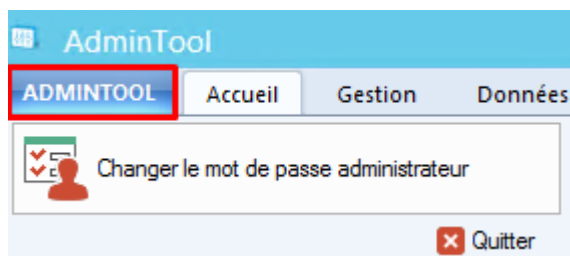 AdminTool
ADMINTOOL Accueil Gestion Données
Changer le mot de passe administrateur
Quitter